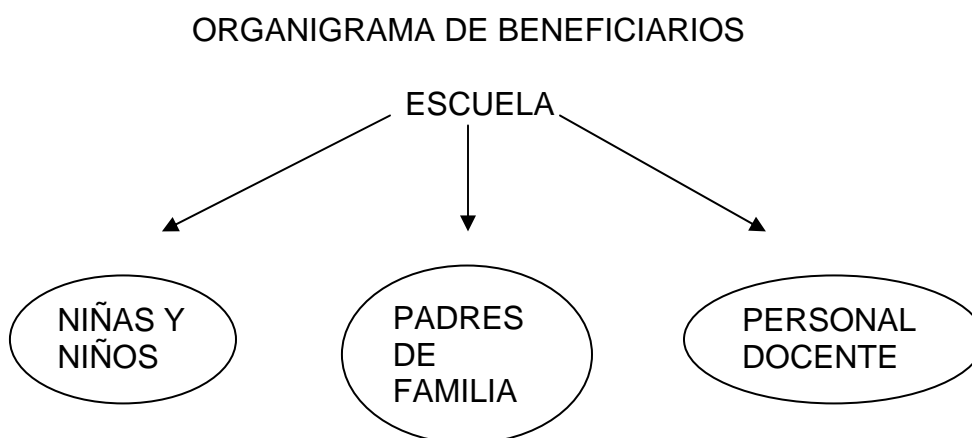 ORGANIGRAMA DE BENEFICIARIOS
ESCUELA
NIÑAS Y
NIÑOS
PADRES
DE
FAMILIA
PERSONAL
DOCENTE